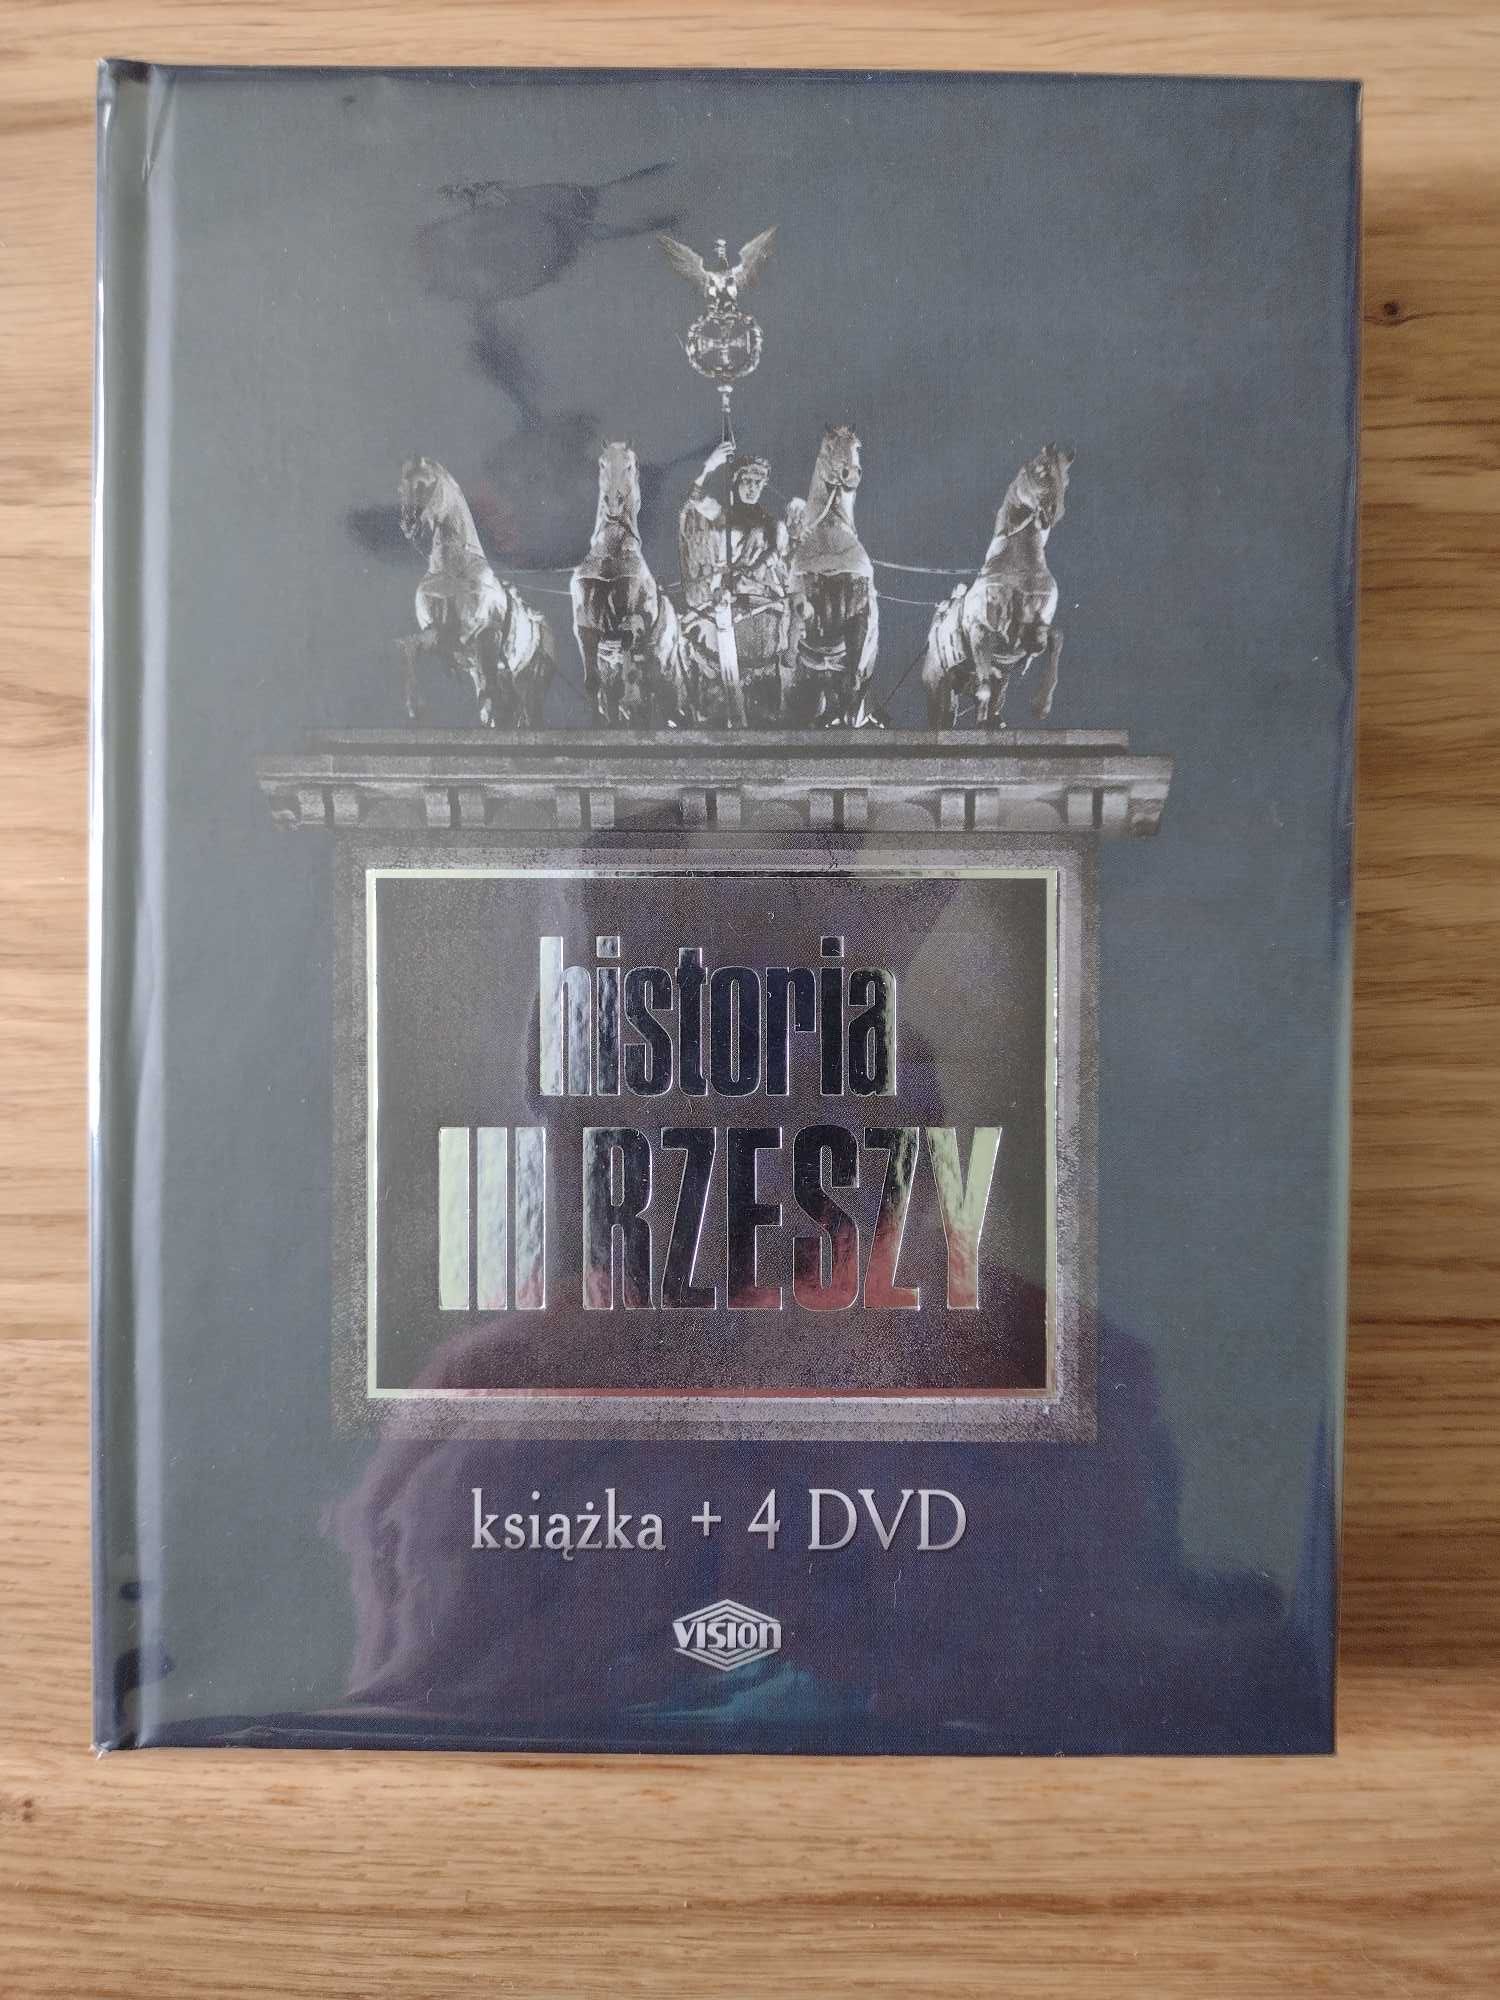 historia
III RZESZY
książka + 4 DVD
VISION